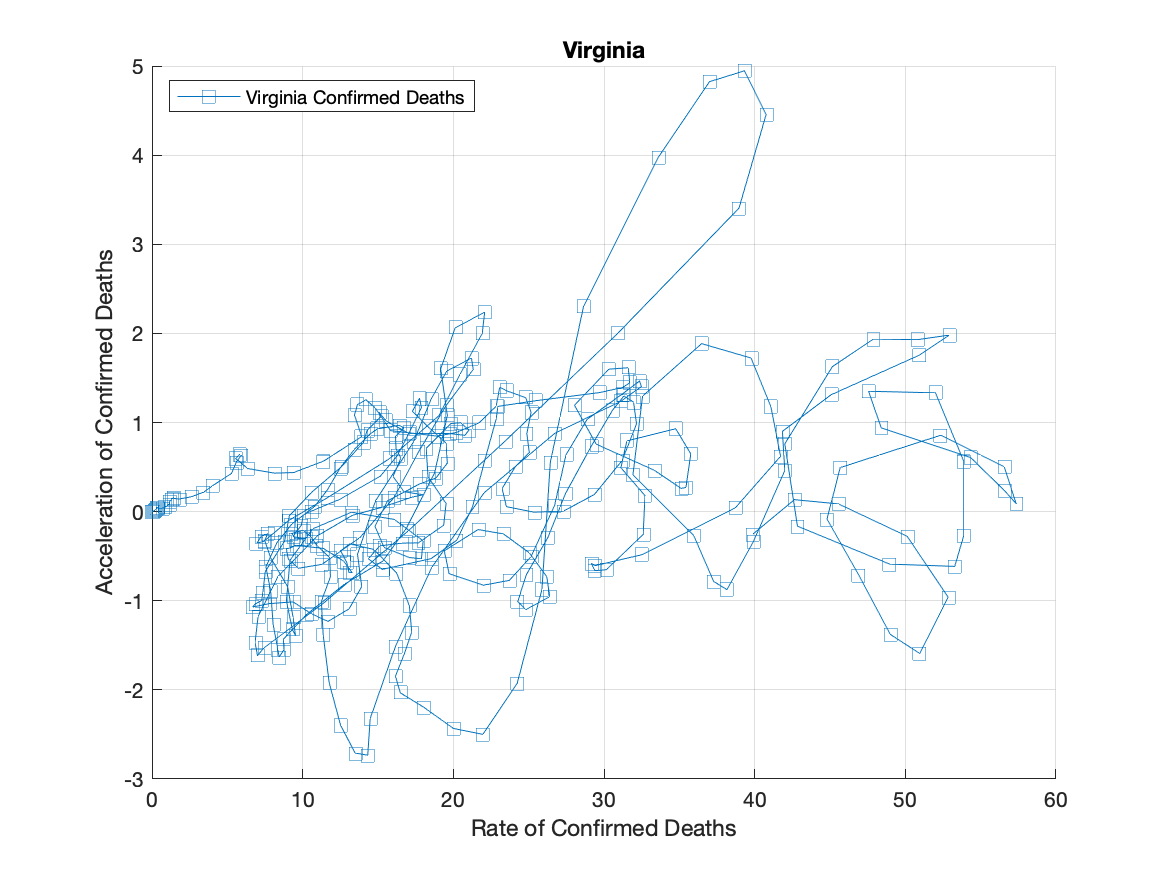 Virginia
Virginia Confirmed Deaths
5
4
3
2
1
0
-1
-2
-3
Acceleration of Confirmed Deaths
0 10 20 30 40 50 60
Rate of Confirmed Deaths